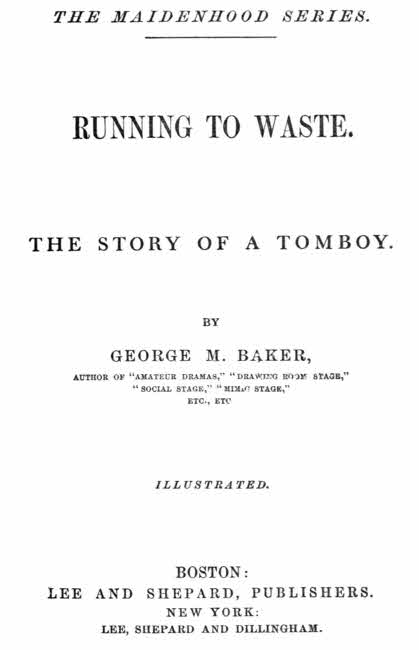 THE MAIDENHOOD SERIES.
RUNNING TO WASTE.
THE STORY OF A TOMBOY.
BY
GEORGE M. BAKER,
AUTHOR OF "AMATEUR DRAMAS," "DRAWING ROOM STAGE,"
"SOCIAL STAGE," "MIMIC STAGE,"
ETC., ETC
ILLUSTRATED.
BOSTON:
LEE AND SHEPARD, PUBLISHERS.
NEW YORK:
LEE, SHEPARD AND DILLINGHAM.